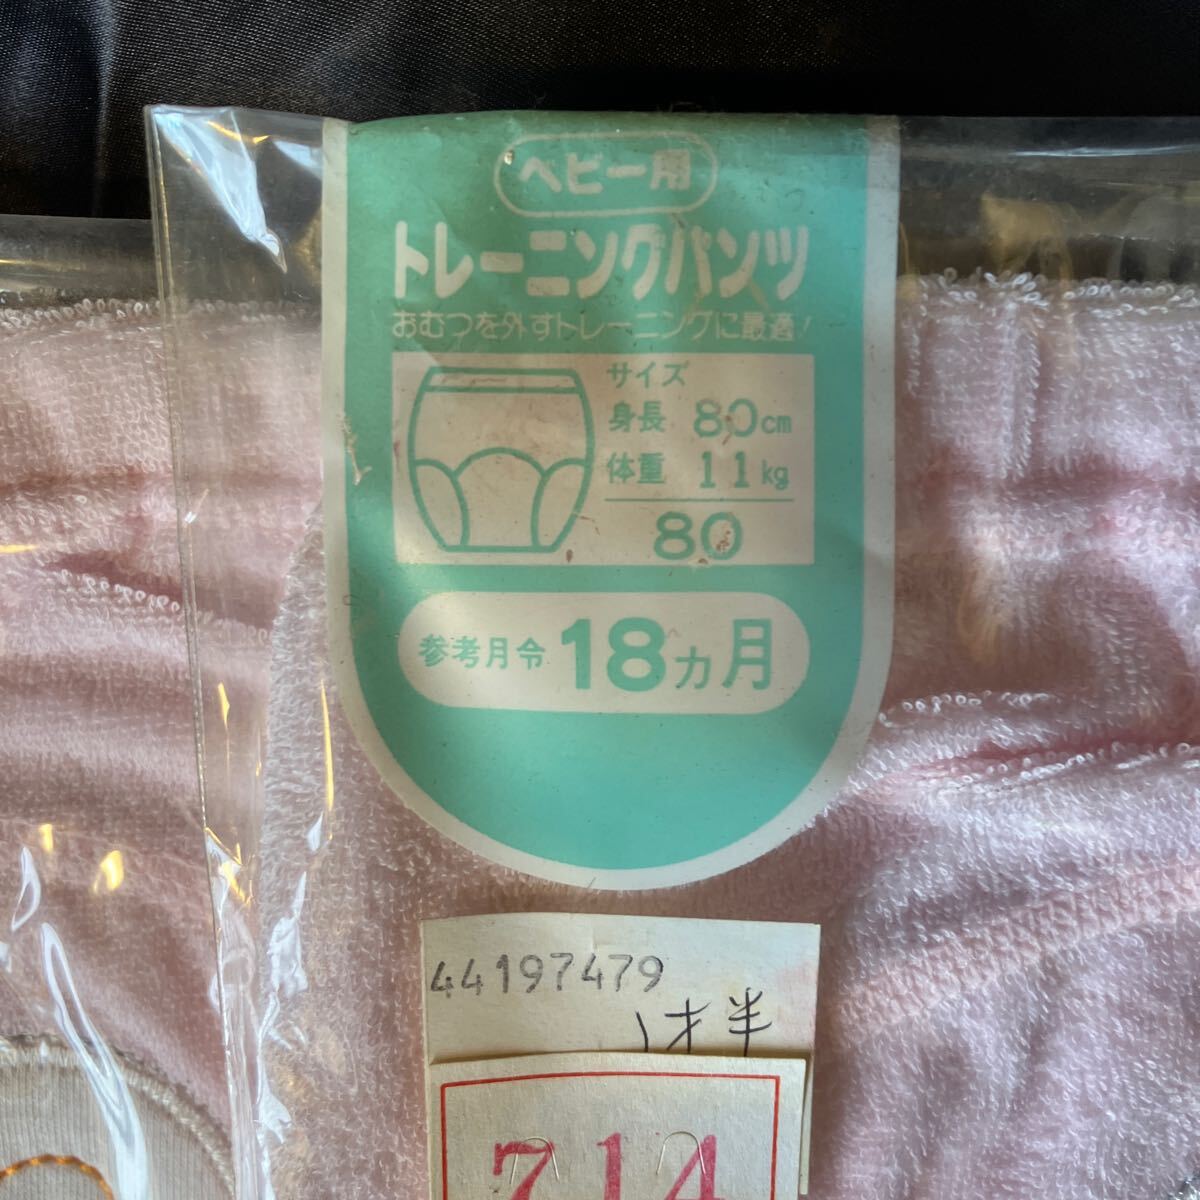 ベビー用
トレーニングパンツ
おむつを外すトレーニングに最適!
サイズ
身長 80cm
体重 11kg
80
参考月令 18ヵ月
44197479
1才半
714